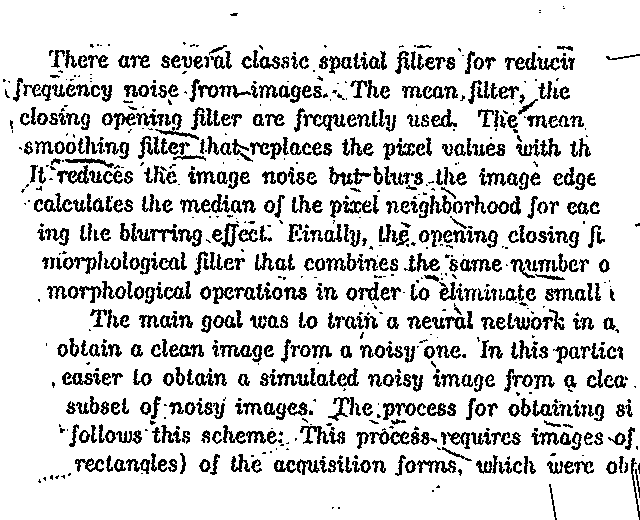 There are several classic spatial filters for reducin
frequency noise from images. The mean filter, the
closing opening filter are frequently used. The mean
smoothing filter that replaces the pixel values with th
It reduces the image noise but blurs the image edge
calculates the median of the pixel neighborhood for eac
ing the blurring effect. Finally, the opening closing fi
morphological filter that combines the same number o
morphological operations in order to eliminate small
The main goal was to train a neural network in a
obtain a clean image from a noisy one. In this particu
easier to obtain a simulated noisy image from a clea
subset of noisy images. The process for obtaining si
follows this scheme: This process requires images of
rectangles) of the acquisition forms, which were obt